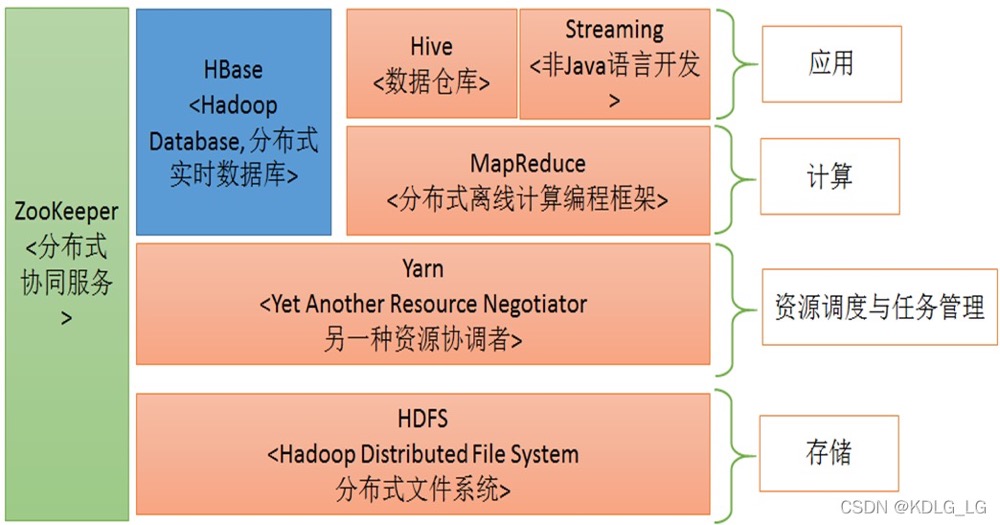 ZooKeeper
<分布式
协同服务
>
HBase
<Hadoop
Database, 分布式
实时数据库>
Hive
<数据仓库>
Streaming
<非Java语言开发
>
应用
MapReduce
<分布式离线计算编程框架>
计算
Yarn
<Yet Another Resource Negotiator
另一种资源协调者>
资源调度与任务管理
HDFS
<Hadoop Distributed File System
分布式文件系统>
存储
CSDN @KDLG_LG